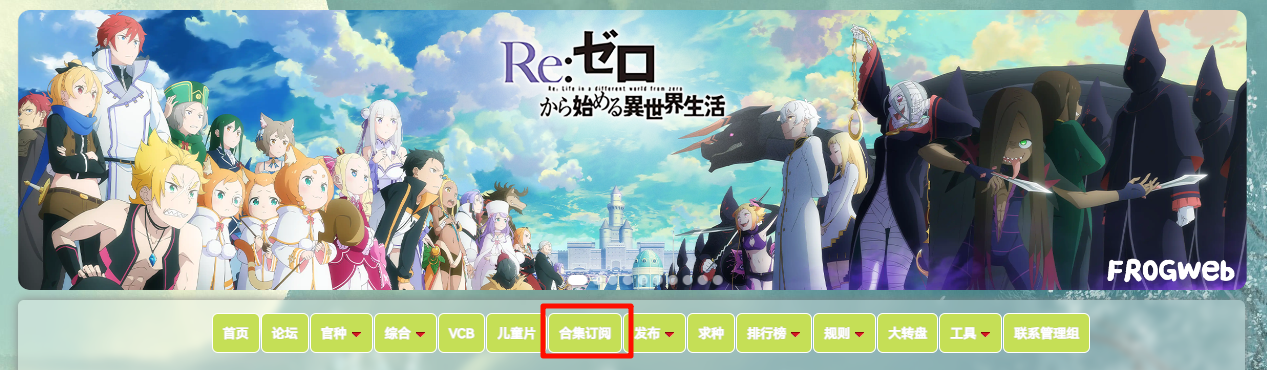 Re:ゼロ
Re: Life in a different world from zero
から始める異世界生活
FROGWeb
首页 论坛 官种 综合 VCB 儿童片 合集订阅 发布 求种 排行榜 规则 大转盘 工具 联系管理组